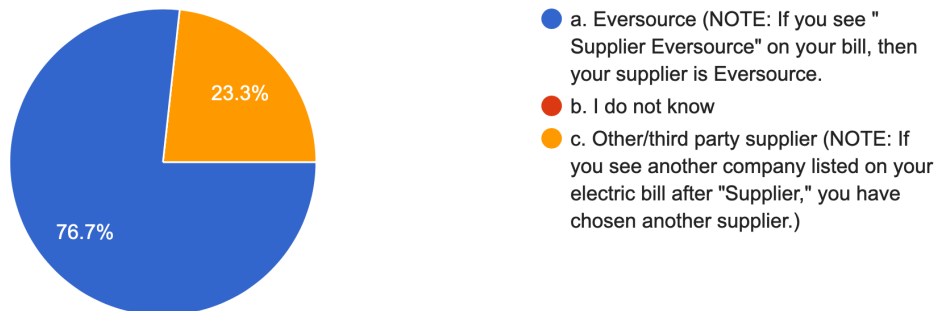 23.3%
76.7%
a. Eversource (NOTE: If you see "
Supplier Eversource" on your bill, then
your supplier is Eversource.
b. I do not know
c. Other/third party supplier (NOTE: If
you see another company listed on your
electric bill after "Supplier," you have
chosen another supplier.)